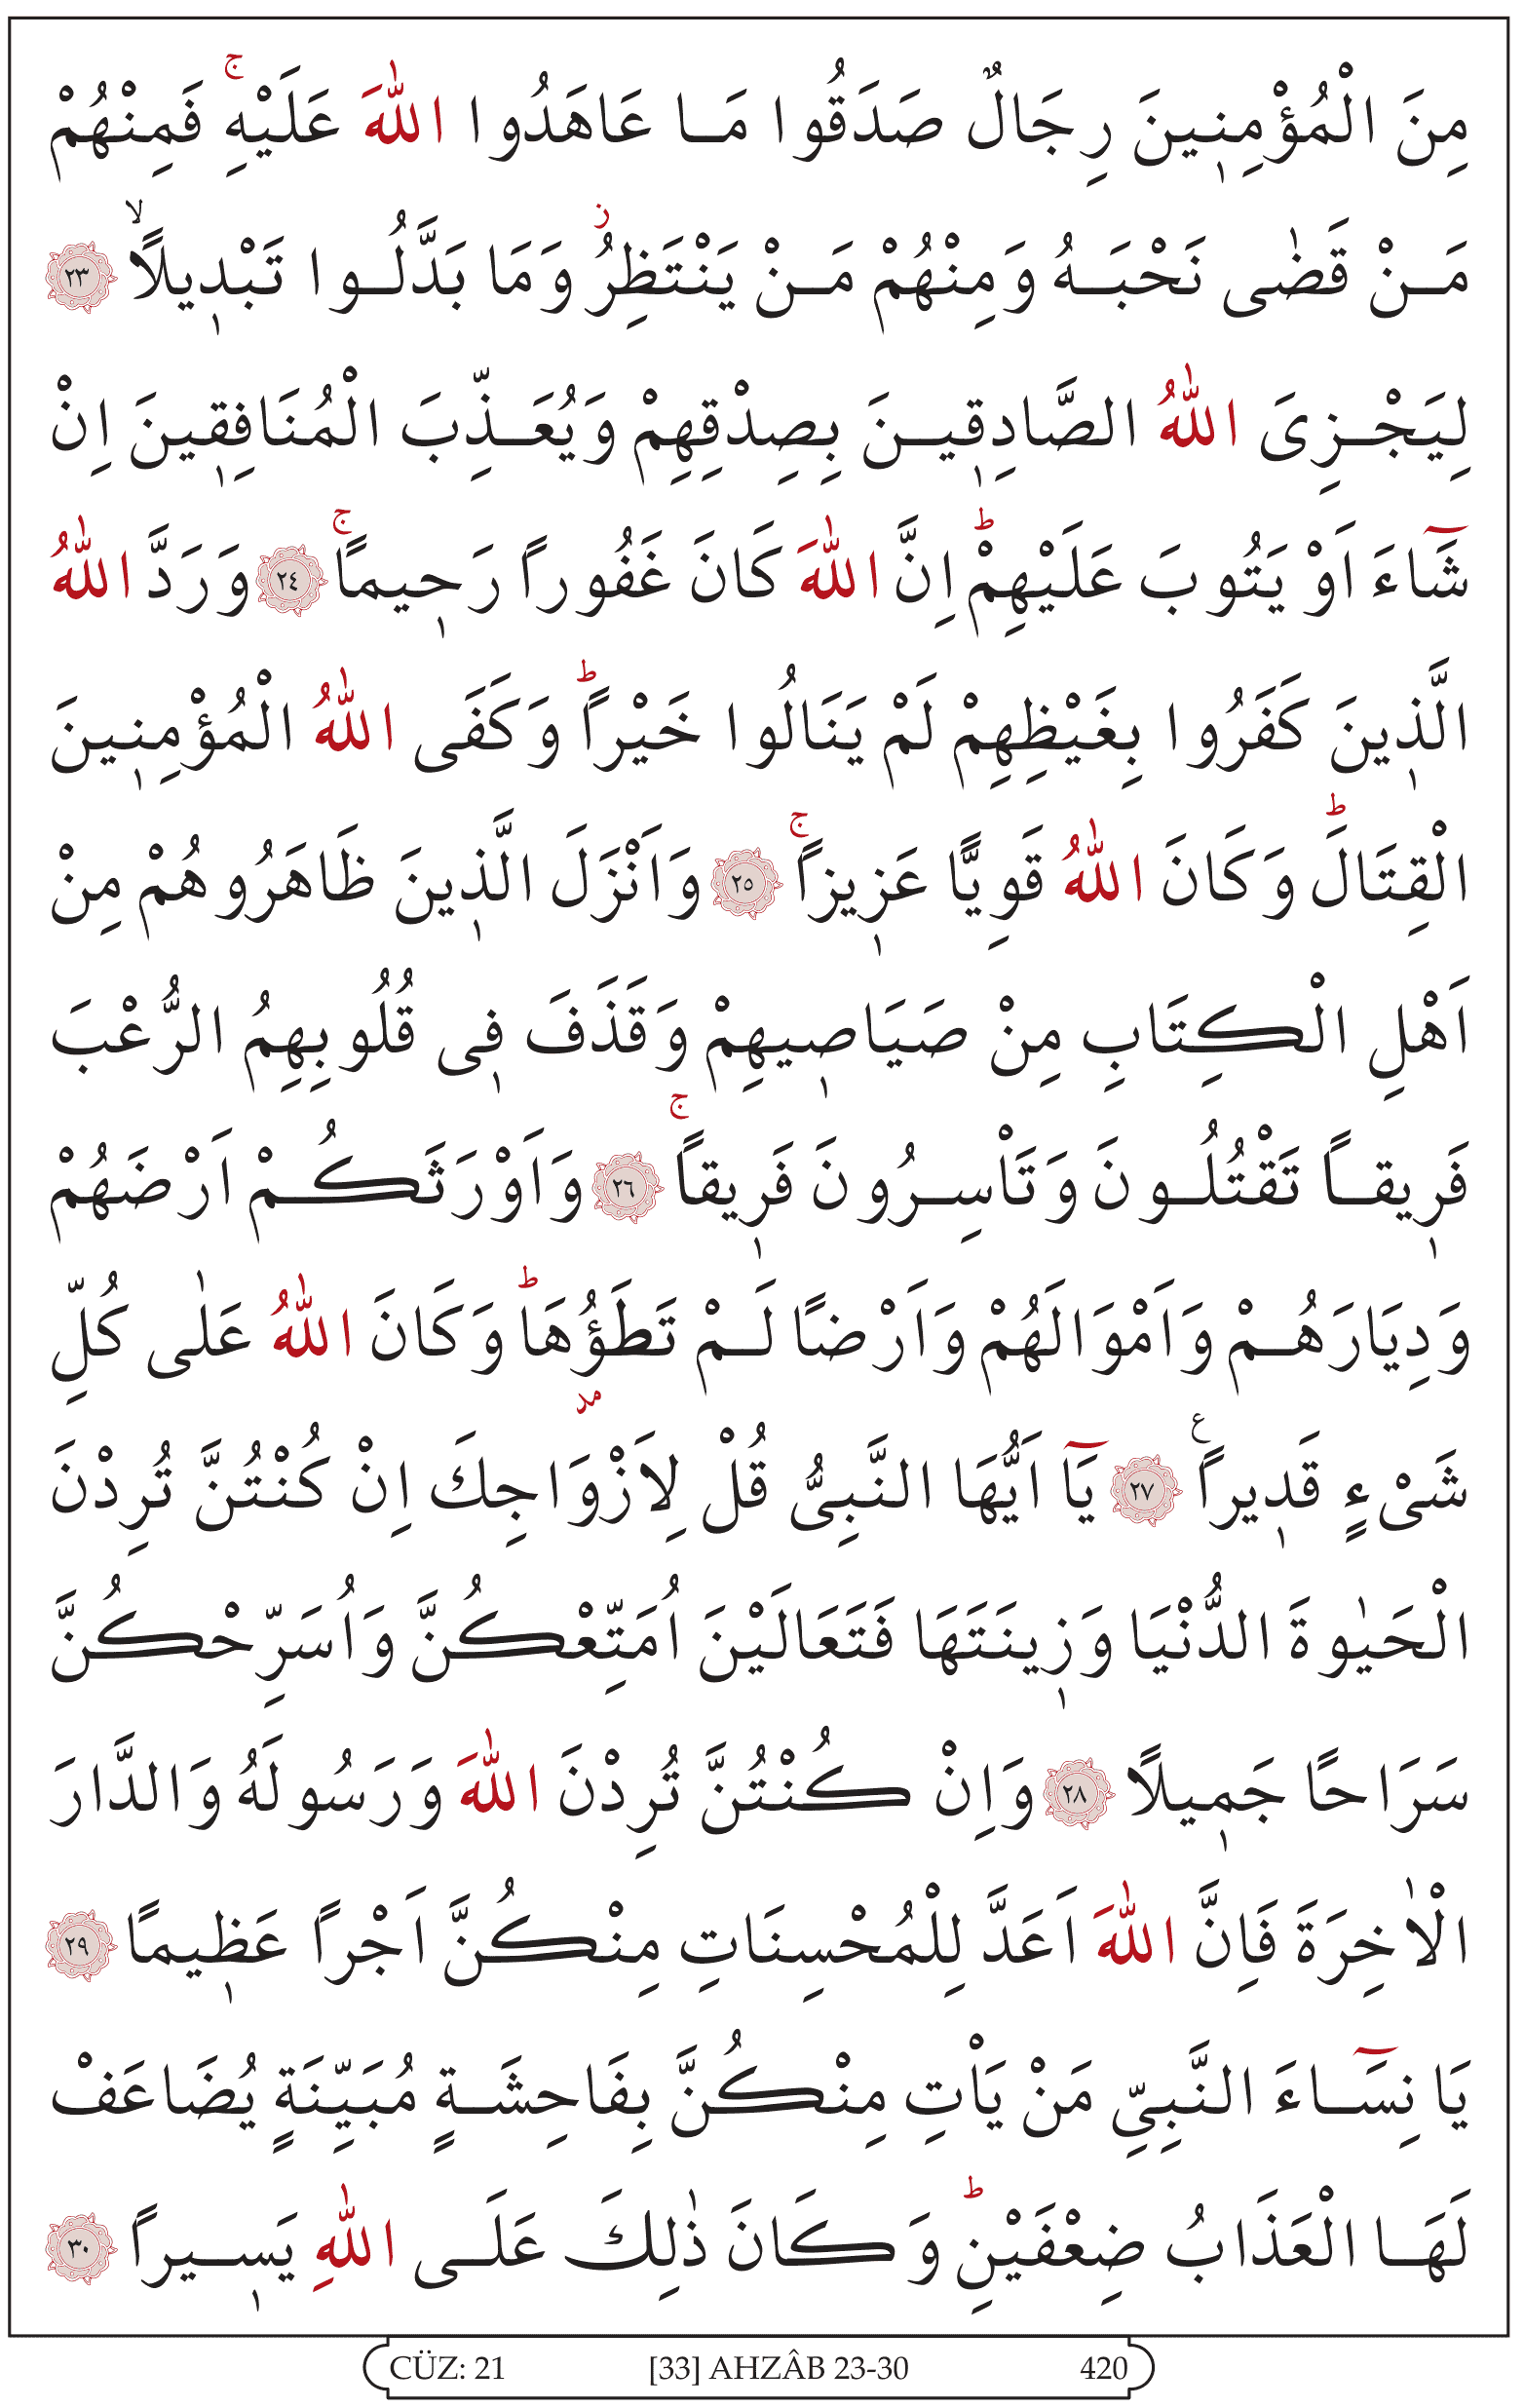 مِنَ الْمُؤْمِنٖينَ رِجَالٌ صَدَقُوا مَا عَاهَدُوا اللّٰهَ عَلَيْهِۚ فَمِنْهُمْ
مَنْ قَضٰى نَحْبَهُ وَمِنْهُمْ مَنْ يَنْتَظِرُؗ وَمَا بَدَّلُوا تَبْدٖيلاًۙ ﴿٢٣﴾
لِيَجْزِىَ اللّٰهُ الصَّادِقٖينَ بِصِدْقِهِمْ وَيُعَذِّبَ الْمُنَافِقٖينَ اِنْ
شَٓاءَ اَوْ يَتُوبَ عَلَيْهِمْؕ اِنَّ اللّٰهَ كَانَ غَفُوراً رَحٖيماًۚ ﴿٢٤﴾ وَرَدَّ اللّٰهُ
الَّذٖينَ كَفَرُوا بِغَيْظِهِمْ لَمْ يَنَالُوا خَيْراًؕ وَكَفَى اللّٰهُ الْمُؤْمِنٖينَ
الْقِتَالَؕ وَكَانَ اللّٰهُ قَوِيًّا عَزٖيزاًۚ ﴿٢٥﴾ وَاَنْزَلَ الَّذٖينَ ظَاهَرُوهُمْ مِنْ
اَهْلِ الْكِتَابِ مِنْ صَيَاصٖيهِمْ وَقَذَفَ فٖى قُلُوبِهِمُ الرُّعْبَ
فَرٖيقاً تَقْتُلُونَ وَتَأْسِرُونَ فَرٖيقاًۚ ﴿٢٦﴾ وَاَوْرَثَكُمْ اَرْضَهُمْ
وَدِيَارَهُمْ وَاَمْوَالَهُمْ وَاَرْضًا لَمْ تَطَؤُ۫هَاؕ وَكَانَ اللّٰهُ عَلٰى كُلِّ
شَىْءٍ قَدٖيراًࣖ ﴿٢٧﴾ يَٓا اَيُّهَا النَّبِىُّ قُلْ لِاَزْوَاجِكَ اِنْ كُنْتُنَّ تُرِدْنَ
الْحَيٰوةَ الدُّنْيَا وَزٖينَتَهَا فَتَعَالَيْنَ اُمَتِّعْكُنَّ وَاُسَرِّحْكُنَّ
سَرَاحًا جَمٖيلًا ﴿٢٨﴾ وَاِنْ كُنْتُنَّ تُرِدْنَ اللّٰهَ وَرَسُولَهُ وَالدَّارَ
الْاٰخِرَةَ فَاِنَّ اللّٰهَ اَعَدَّ لِلْمُحْسِنَاتِ مِنْكُنَّ اَجْراً عَظٖيمًا ﴿٢٩﴾
يَا نِسَٓاءَ النَّبِىِّ مَنْ يَأْتِ مِنْكُنَّ بِفَاحِشَةٍ مُبَيِّنَةٍ يُضَاعَفْ
لَهَا الْعَذَابُ ضِعْفَيْنِؕ وَكَانَ ذٰلِكَ عَلَى اللّٰهِ يَسٖيراً ﴿٣٠﴾
CÜZ: 21 [33] AHZÂB 23-30 420